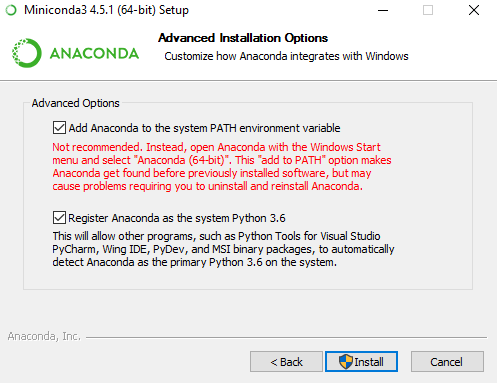 Miniconda3 4.5.1 (64-bit) Setup
Advanced Installation Options
Customize how Anaconda integrates with Windows
ANACONDA
Advanced Options
Add Anaconda to the system PATH environment variable
Not recommended. Instead, open Anaconda with the Windows Start
menu and select "Anaconda (64-bit)". This "add to PATH" option makes
Anaconda get found before previously installed software, but may
cause problems requiring you to uninstall and reinstall Anaconda.
Register Anaconda as the system Python 3.6
This will allow other programs, such as Python Tools for Visual Studio
PyCharm, Wing IDE, PyDev, and MSI binary packages, to automatically
detect Anaconda as the primary Python 3.6 on the system.
Anaconda, Inc.
< Back
Install
Cancel